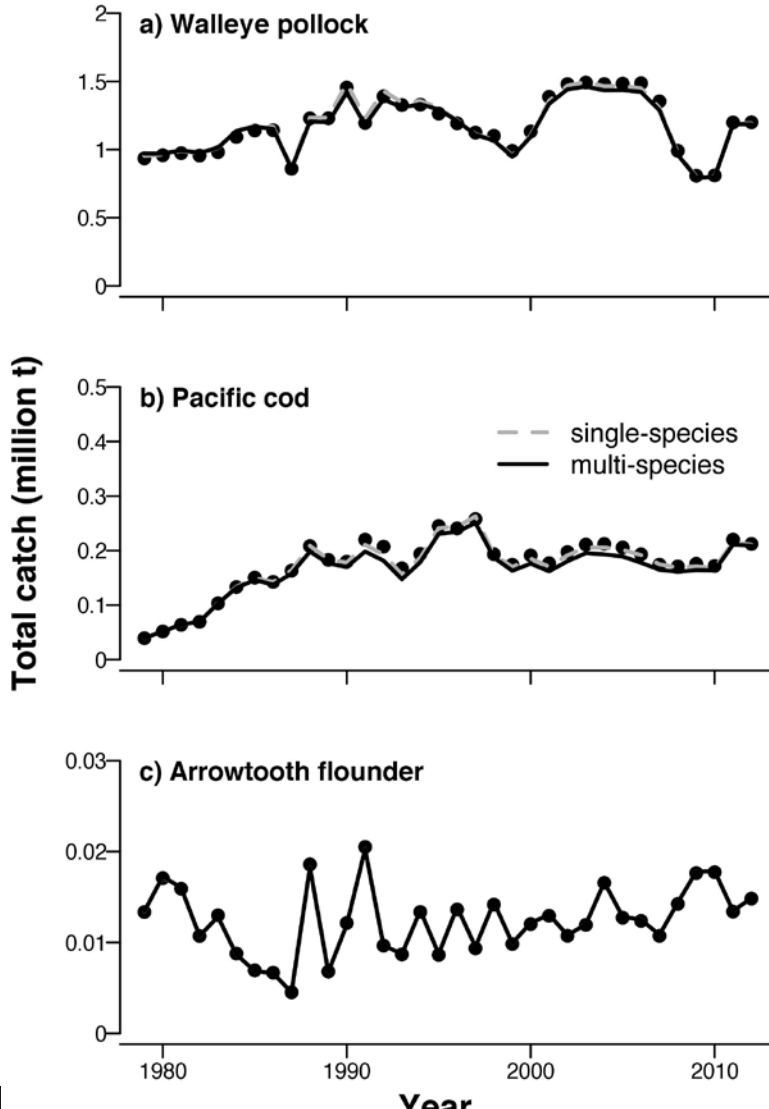 Total catch (million t)
a) Walleye pollock
2
1.5
1
0.5
0
b) Pacific cod
0.5
0.4
0.3
0.2
0.1
0
single-species
multi-species
c) Arrowtooth flounder
0.03
0.02
0.01
0
1980 1990 2000 2010
Year